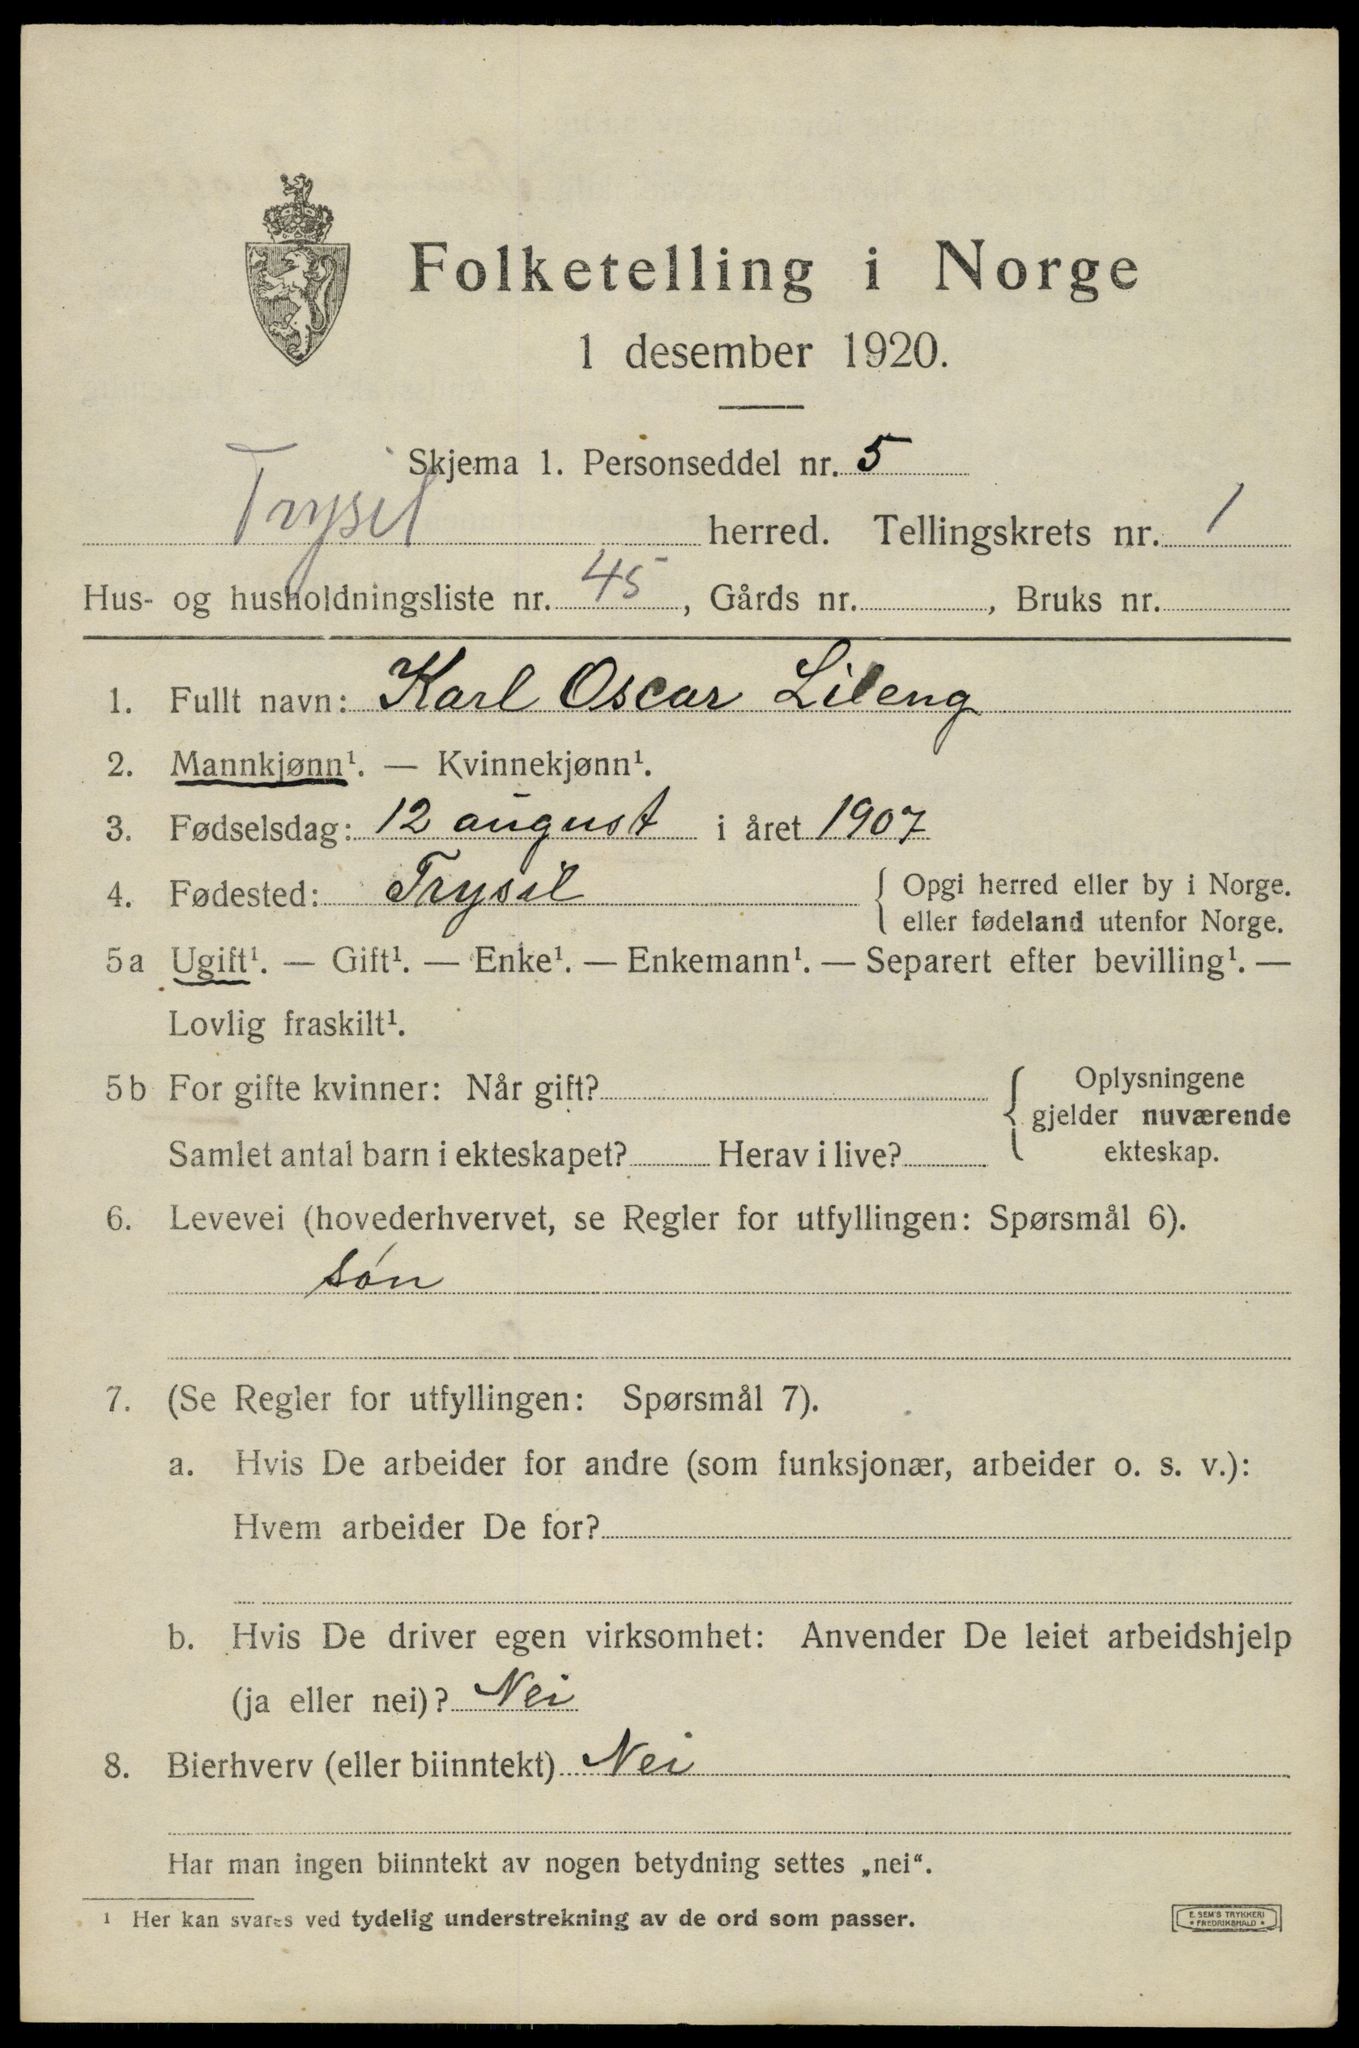 Folketelling i Norge
1 desember 1920.
Skjema 1. Personseddel nr. 5
Trysil herred. Tellingskrets nr. 1
Hus- og husholdningsliste nr. 45, Gårds nr. , Bruks nr.
1. Fullt navn: Karl Oscar Lileng
2. Mannkjønn¹. — Kvinnekjønn¹.
3. Fødselsdag: 12 august i året 1907
4. Fødested: Trysil { Opgi herred eller by i Norge.
eller fødeland utenfor Norge.
5a Ugift¹. — Gift¹. — Enke¹. — Enkemann¹. — Separert efter bevilling¹. —
Lovlig fraskilt¹.
5b For gifte kvinner: Når gift? { Oplysningene
gjelder nuværende
ekteskap.
Samlet antal barn i ekteskapet? Herav i live?
6. Levevei (hovederhvervet, se Regler for utfyllingen: Spørsmål 6).
søn
7. (Se Regler for utfyllingen: Spørsmål 7).
a. Hvis De arbeider for andre (som funksjonær, arbeider o. s. v.):
Hvem arbeider De for?
b. Hvis De driver egen virksomhet: Anvender De leiet arbeidshjelp
(ja eller nei)? Nei
8. Bierhverv (eller biinntekt) Nei
Har man ingen biinntekt av nogen betydning settes „nei“.
¹ Her kan svares ved tydelig understrekning av de ord som passer.
E. SEM'S TRYKKERI
* FREDRIKSHALD *